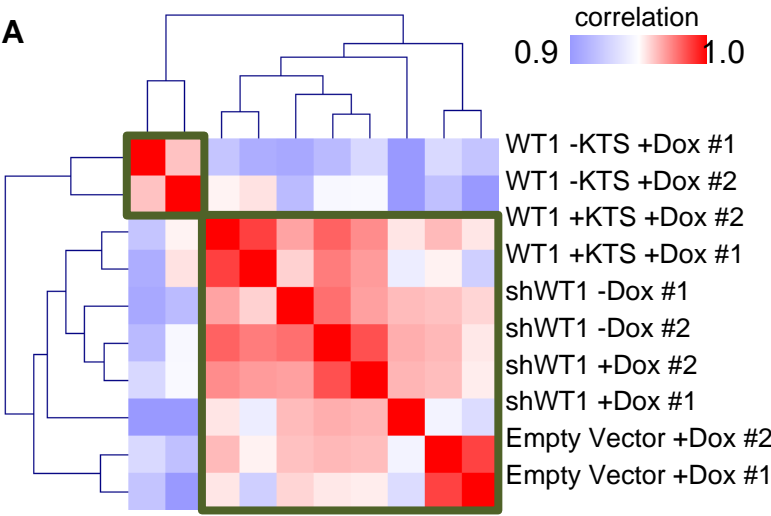 A
correlation
0.9 1.0
WT1 -KTS +Dox #1
WT1 -KTS +Dox #2
WT1 +KTS +Dox #2
WT1 +KTS +Dox #1
shWT1 -Dox #1
shWT1 -Dox #2
shWT1 +Dox #2
shWT1 +Dox #1
Empty Vector +Dox #2
Empty Vector +Dox #1